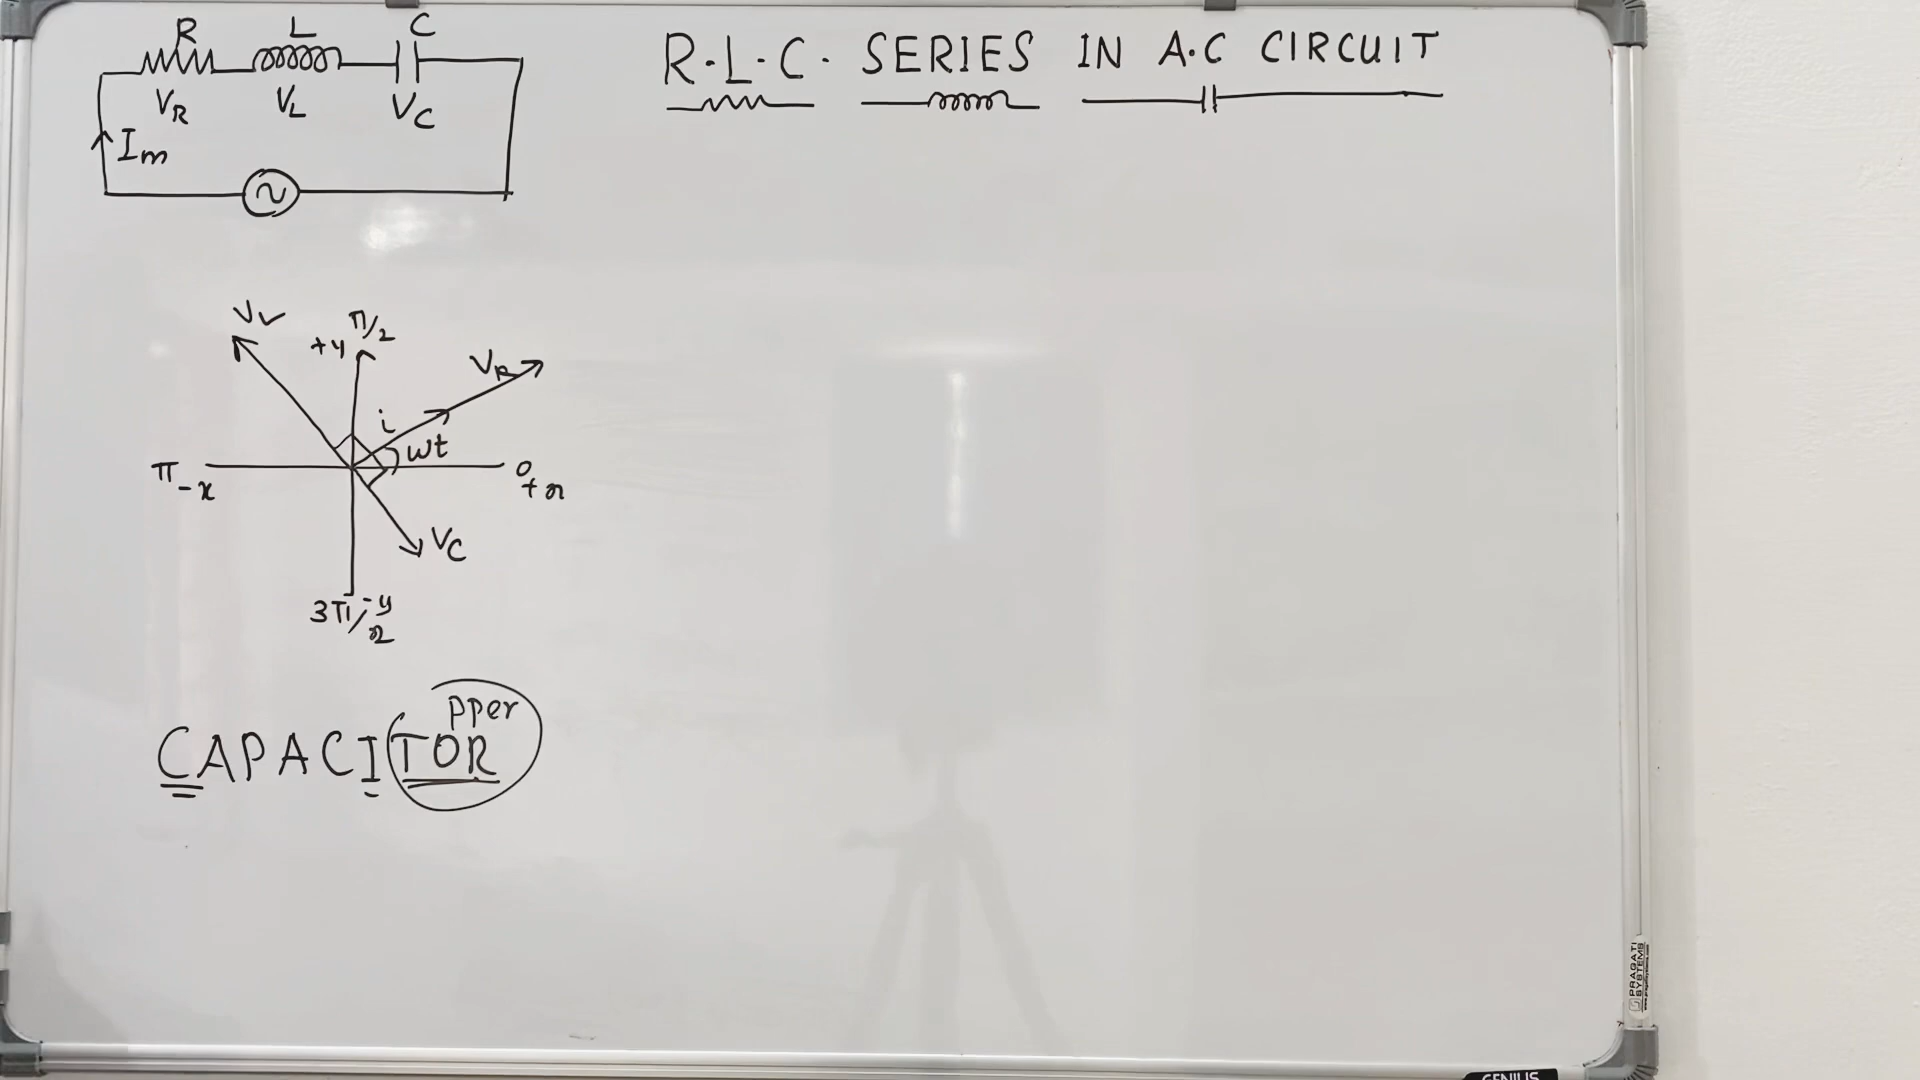 R L C
R.L.C. SERIES IN A.C CIRCUIT
VR VL VC
Im
~
VL
π/2
+y
VR
i
ωt
π -x
0 +x
VC
3π/2 -y
pper
CAPACITOR
PRAGATI SYSTEMS
GENIUS